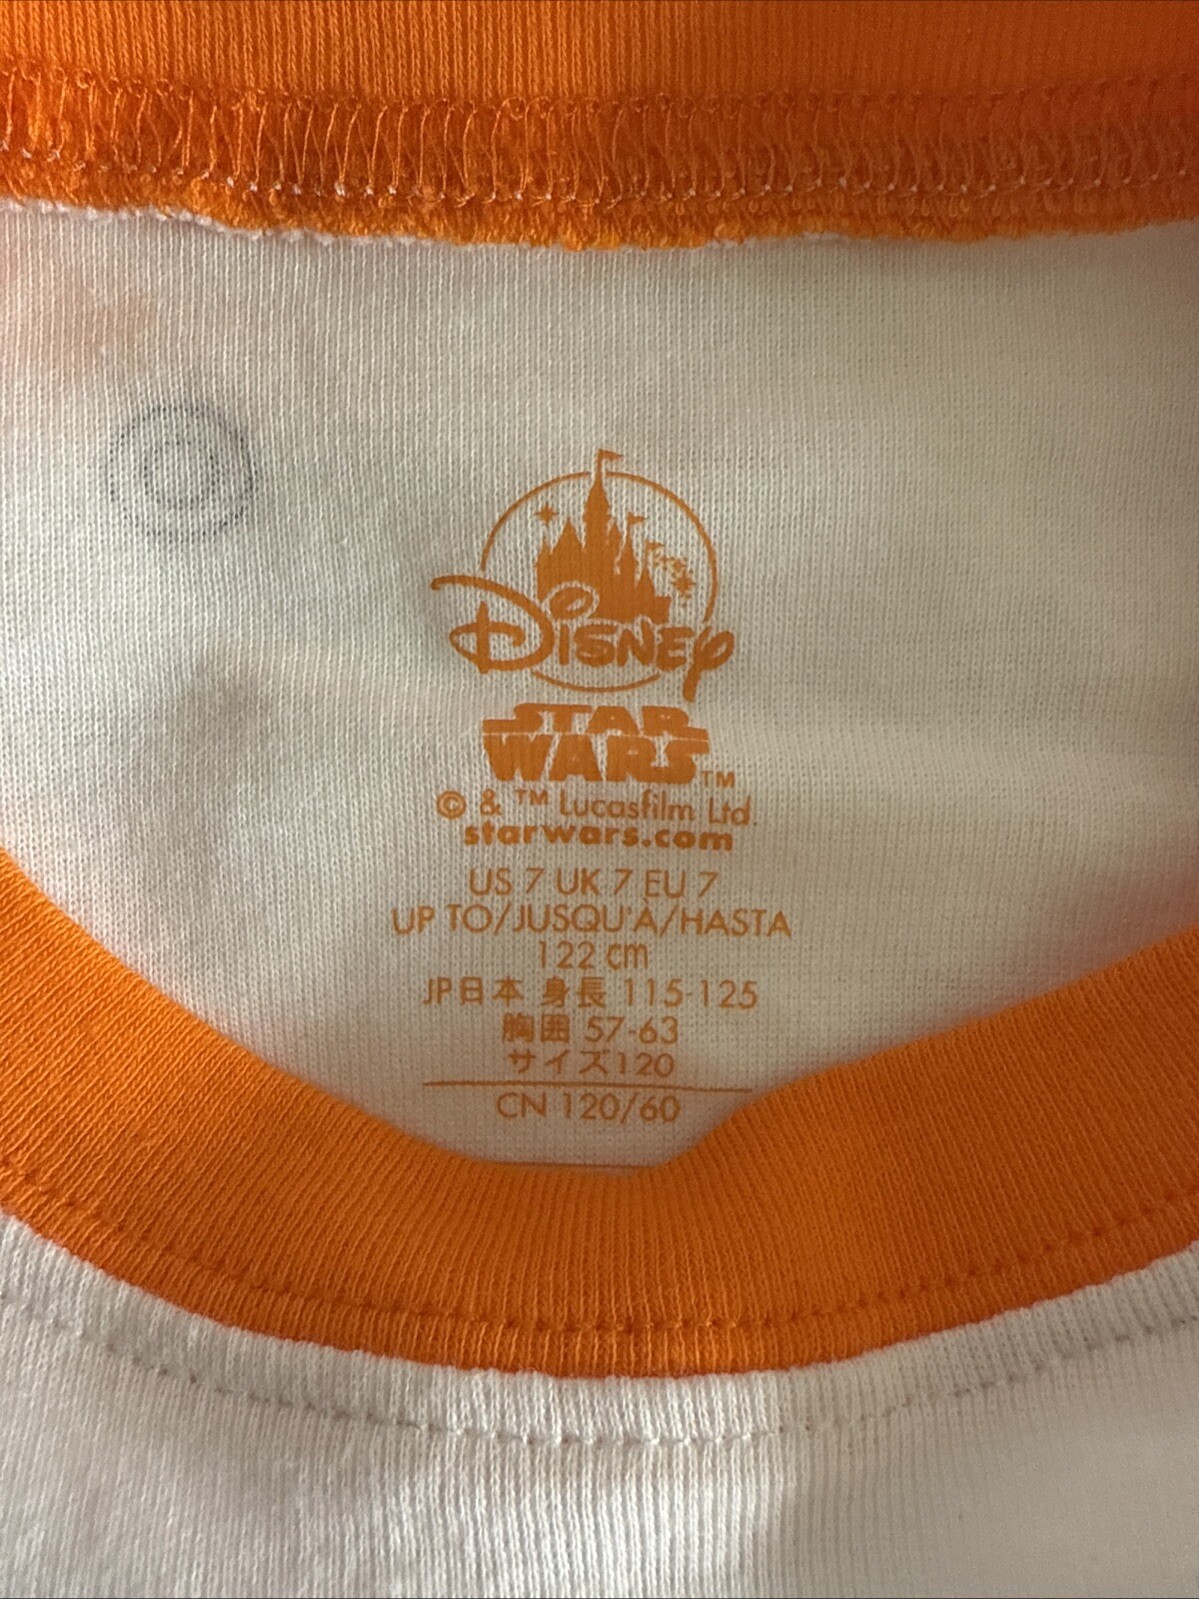 Disney
STAR
WARS™
© & ™ Lucasfilm Ltd.
starwars.com
US 7 UK 7 EU 7
UP TO/JUSQU'À/HASTA
122 cm
JP日本 身長 115-125
胸囲 57-63
サイズ120
CN 120/60